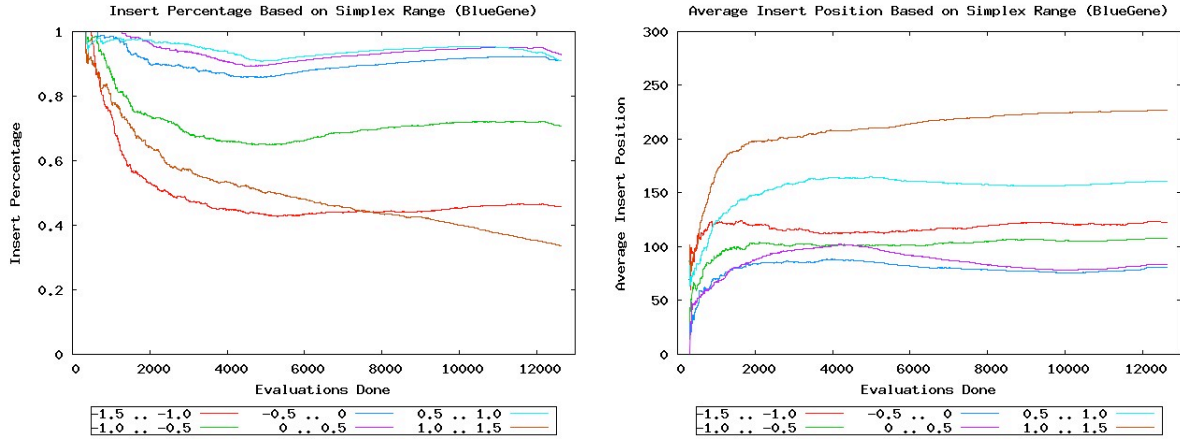 Insert Percentage Based on Simplex Range (BlueGene)
1
0.8
0.6
0.4
0.2
0
Insert Percentage
0 2000 4000 6000 8000 10000 12000
Evaluations Done
-1.5 .. -1.0 -0.5 .. 0 0.5 .. 1.0
-1.0 .. -0.5 0 .. 0.5 1.0 .. 1.5
Average Insert Position Based on Simplex Range (BlueGene)
300
250
200
150
100
50
0
Average Insert Position
0 2000 4000 6000 8000 10000 12000
Evaluations Done
-1.5 .. -1.0 -0.5 .. 0 0.5 .. 1.0
-1.0 .. -0.5 0 .. 0.5 1.0 .. 1.5